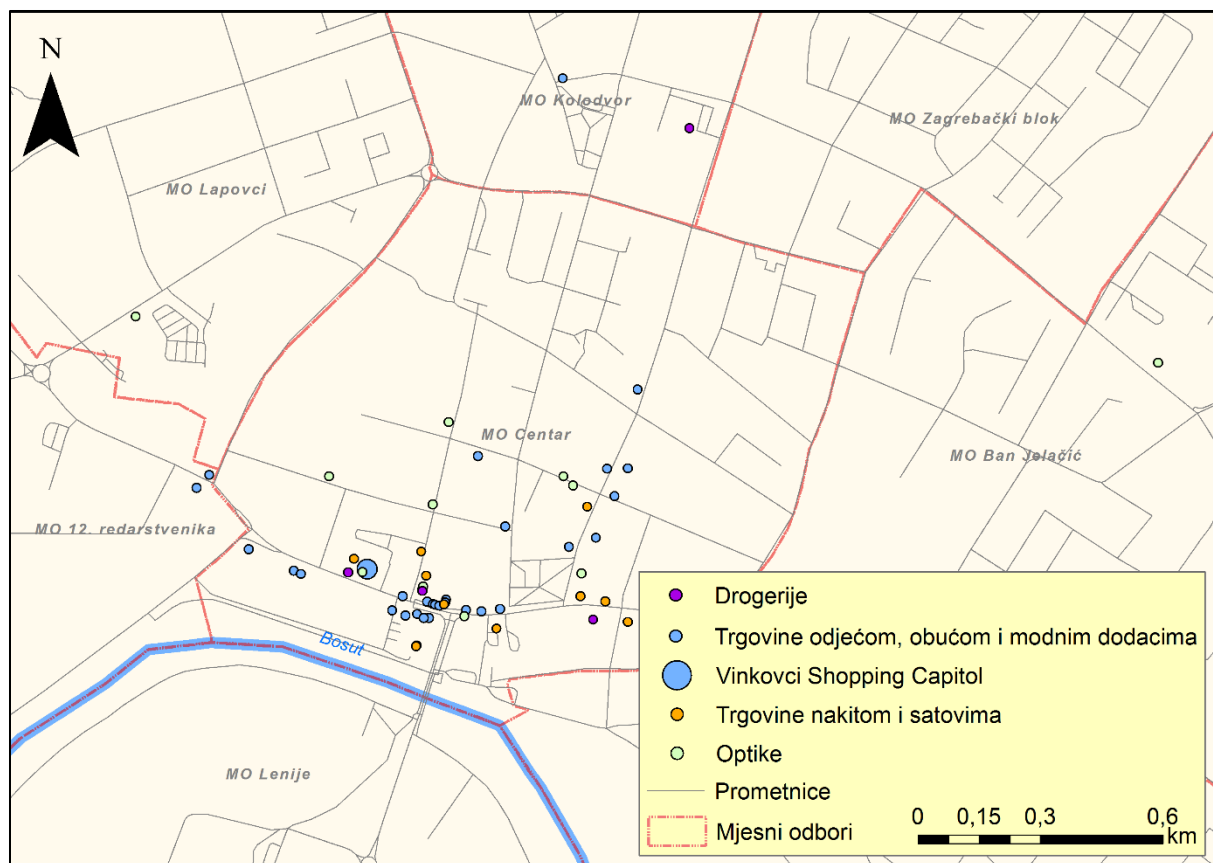 N
MO Kolodvor
MO Zagrebački blok
MO Lapovci
MO Centar
MO Ban Jelačić
MO 12. redarstvenika
Bosut
MO Lenije
Drogerije
Trgovine odjećom, obućom i modnim dodacima
Vinkovci Shopping Capitol
Trgovine nakitom i satovima
Optike
Prometnice
Mjesni odbori
0 0,15 0,3 0,6
km